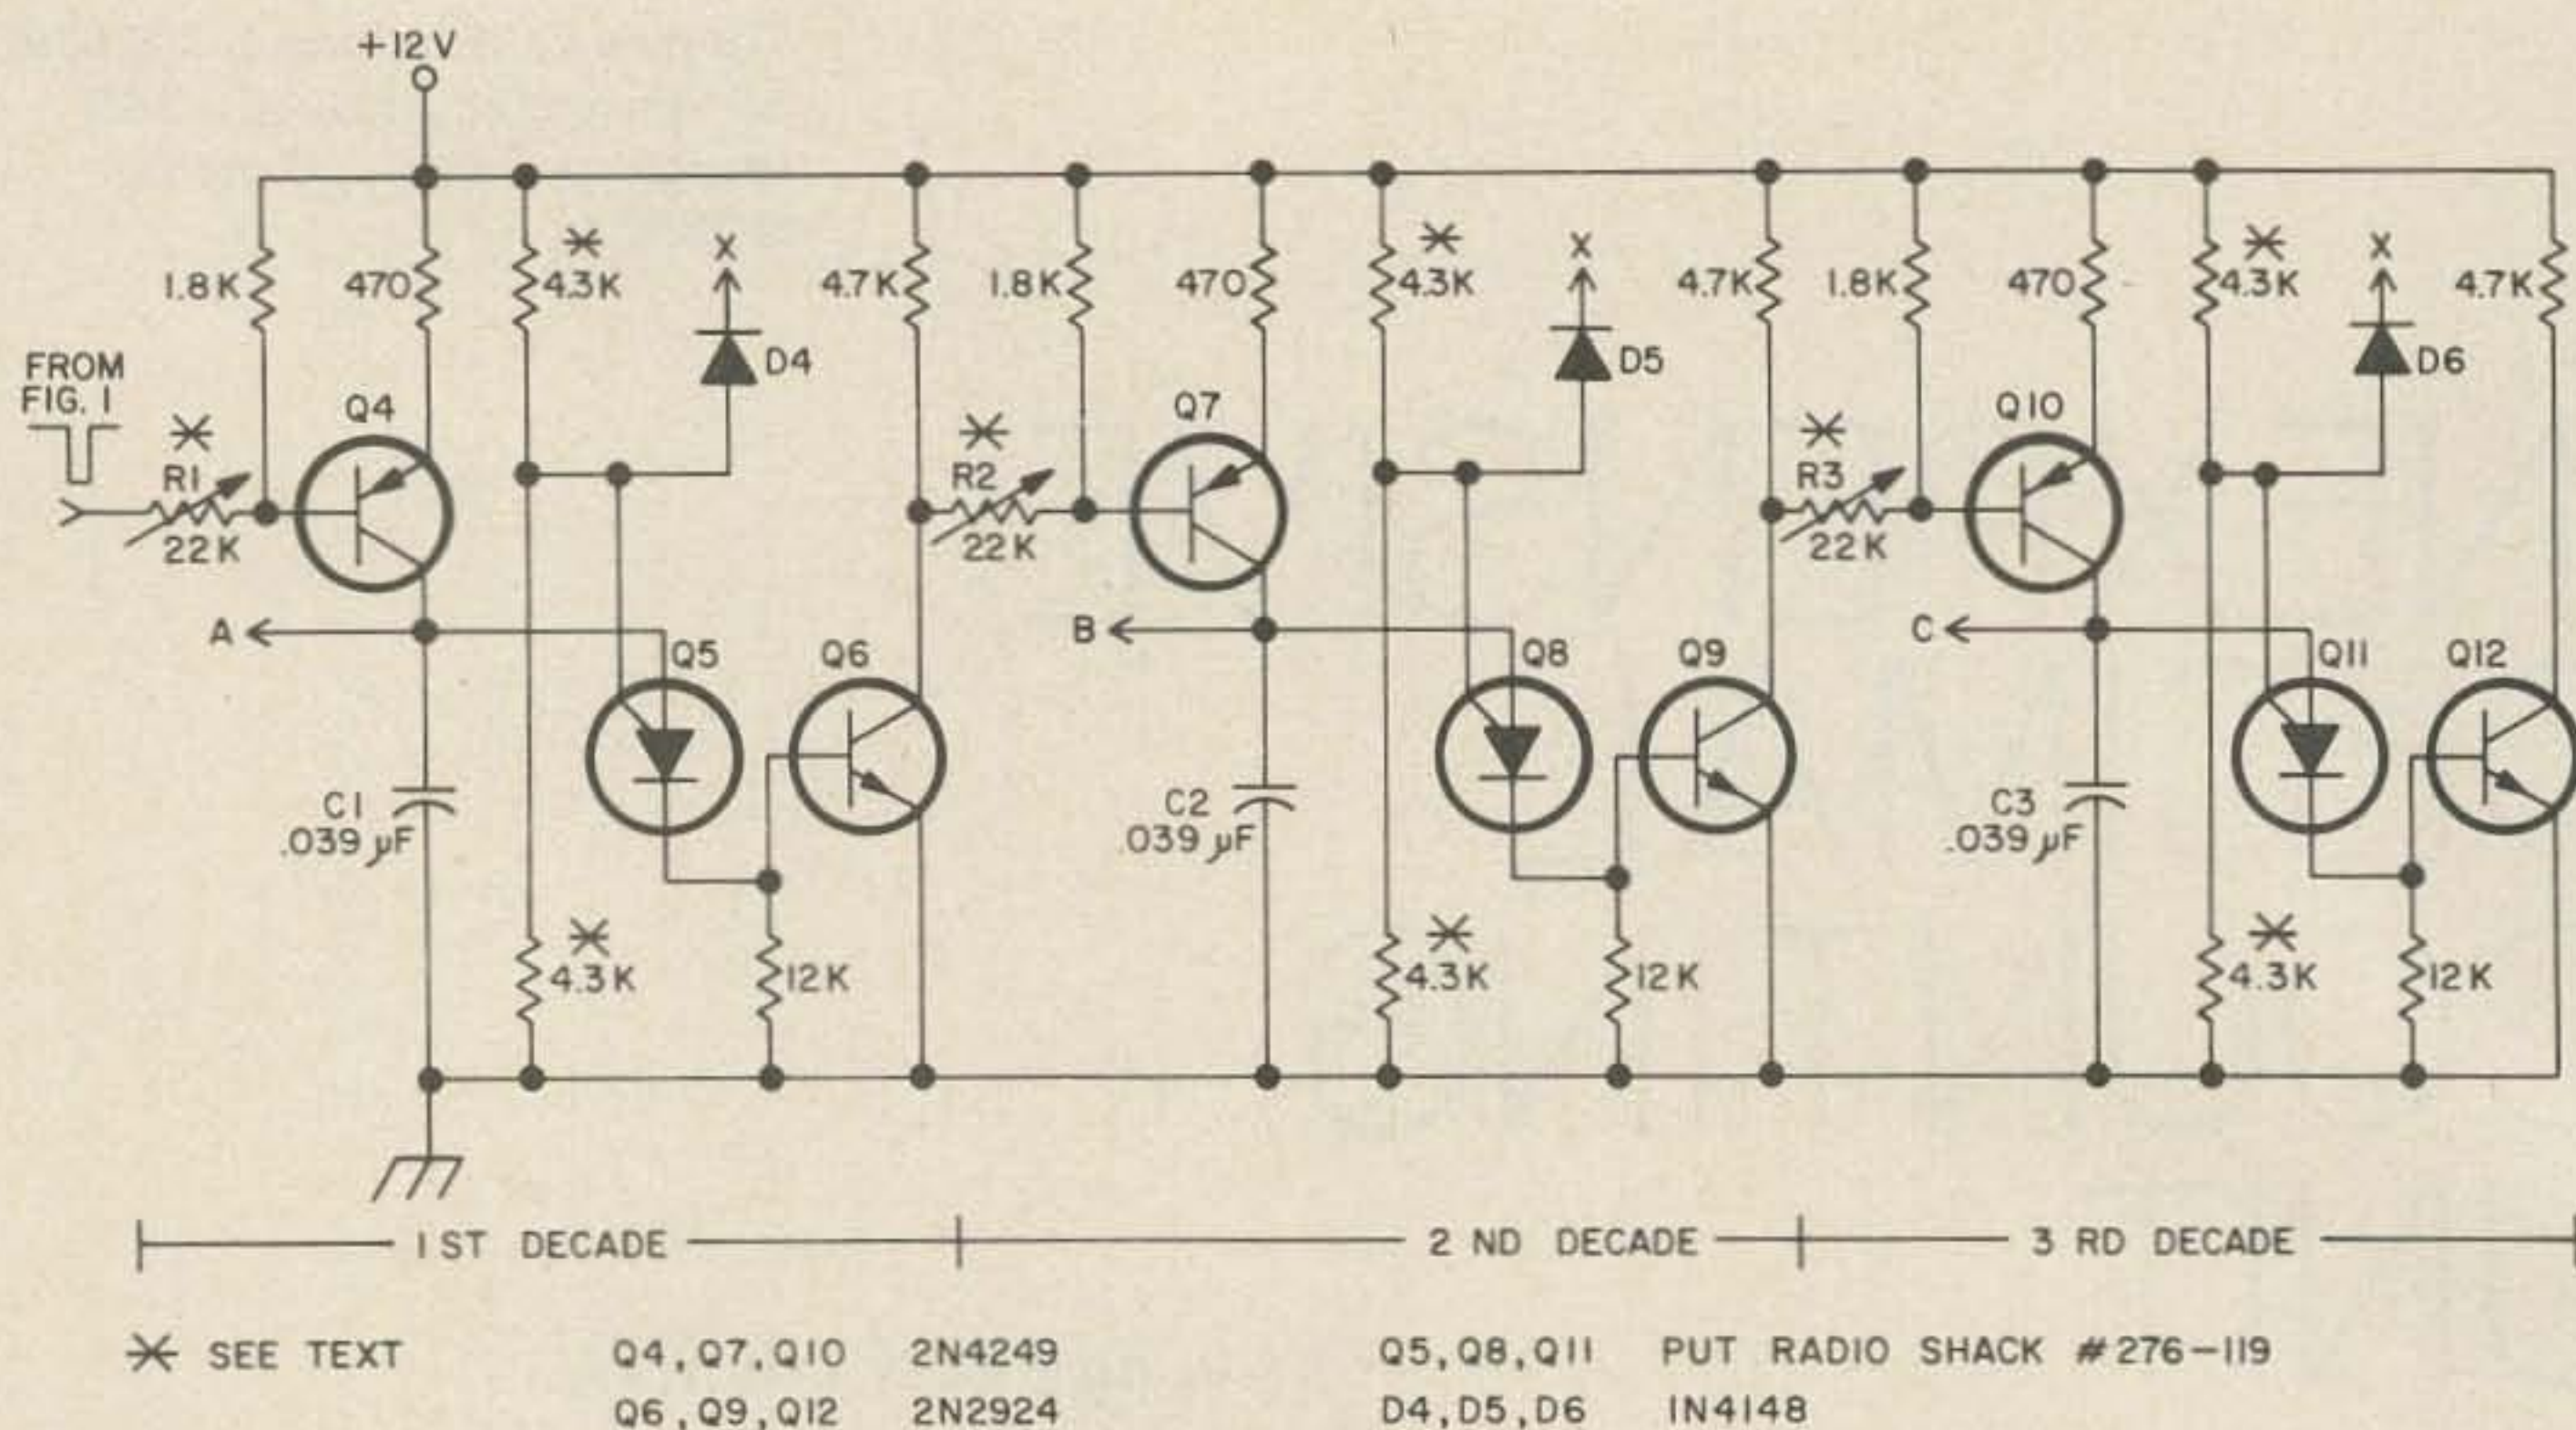 +12V
1.8K
470
✳
4.3K
X
D4
4.7K
1.8K
470
✳
4.3K
X
D5
4.7K
1.8K
470
✳
4.3K
X
D6
4.7K
FROM
FIG. 1
✳
R1
22K
Q4
✳
R2
22K
Q7
✳
R3
22K
Q10
A
Q5
Q6
B
Q8
Q9
C
Q11
Q12
C1
.039 µF
C2
.039 µF
C3
.039 µF
✳
4.3K
12K
✳
4.3K
12K
✳
4.3K
12K
1ST DECADE
2ND DECADE
3RD DECADE
✳ SEE TEXT
Q4,Q7,Q10 2N4249
Q5,Q8,Q11 PUT RADIO SHACK #276-119
Q6,Q9,Q12 2N2924
D4,D5,D6 IN4148